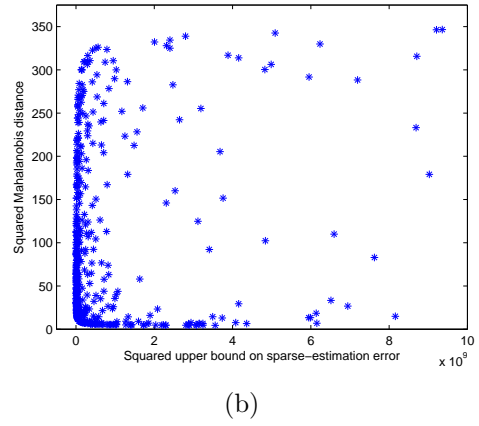 350
300
250
200
150
100
50
0
Squared Mahalanobis distance
0 2 4 6 8 10
Squared upper bound on sparse−estimation error
x 10^9
(b)